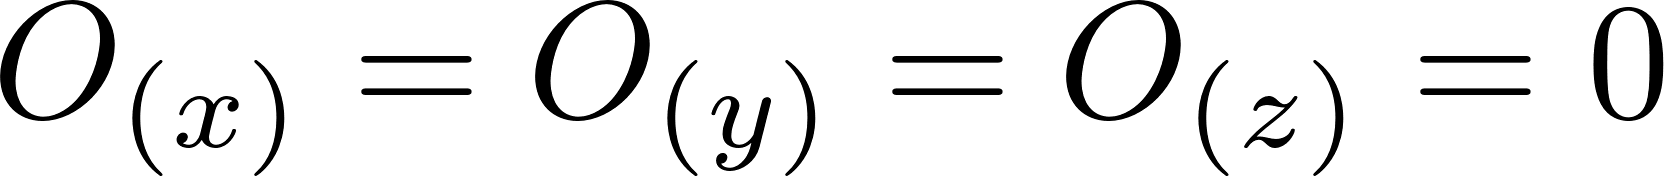 O_{(x)} = O_{(y)} = O_{(z)} = 0